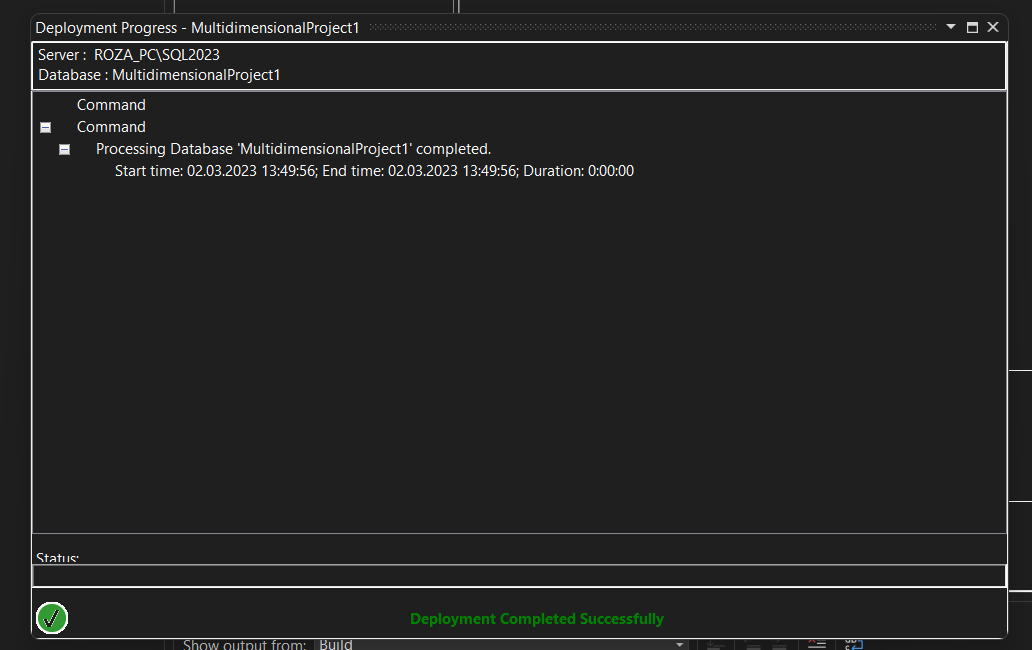 Deployment Progress - MultidimensionalProject1
Server : ROZA_PC\SQL2023
Database : MultidimensionalProject1
Command
Command
Processing Database 'MultidimensionalProject1' completed.
Start time: 02.03.2023 13:49:56; End time: 02.03.2023 13:49:56; Duration: 0:00:00
Status:
Deployment Completed Successfully
Show output from: Build